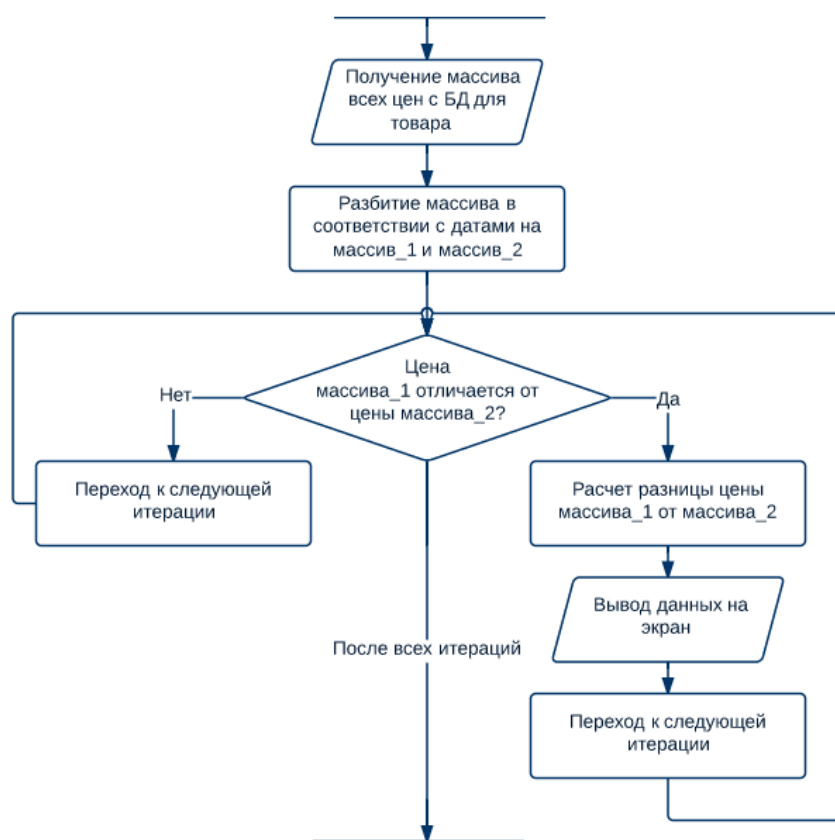 Получение массива
всех цен с БД для
товара
Разбитие массива в
соответствии с датами на
массив_1 и массив_2
Цена
массива_1 отличается от
цены массива_2?
Нет
Да
Переход к следующей
итерации
Расчет разницы цены
массива_1 от массива_2
Вывод данных на
экран
После всех итераций
Переход к следующей
итерации